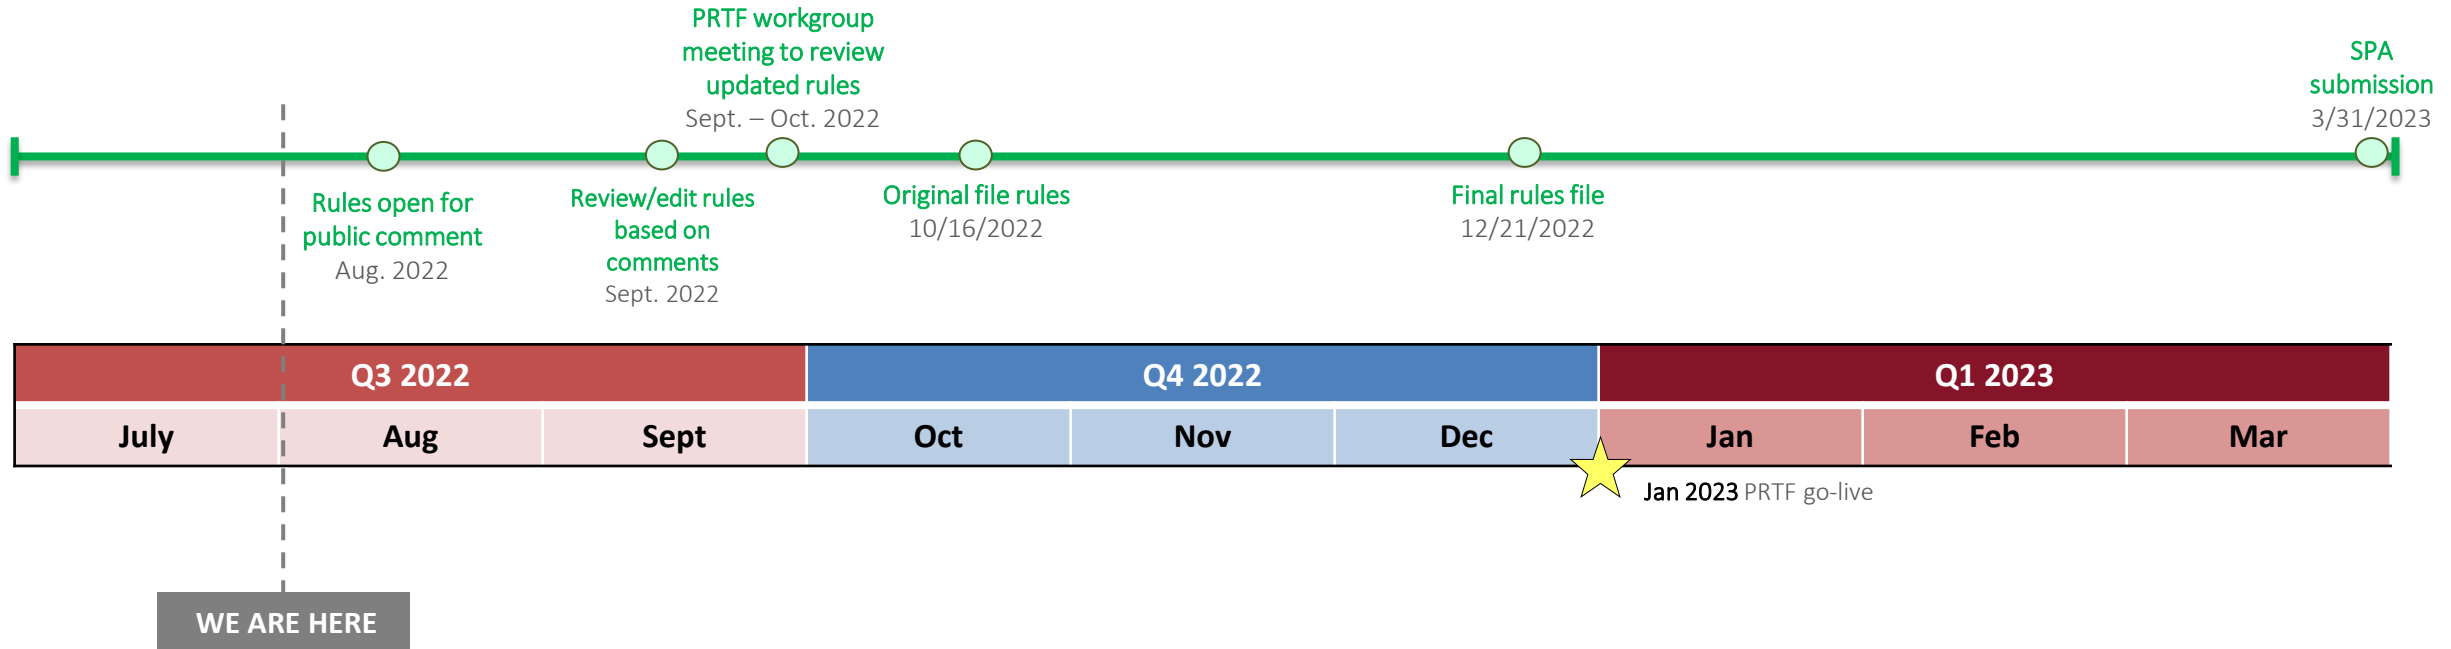 PRTF workgroup
meeting to review
updated rules
Sept. – Oct. 2022
SPA
submission
3/31/2023
Rules open for
public comment
Aug. 2022
Review/edit rules
based on
comments
Sept. 2022
Original file rules
10/16/2022
Final rules file
12/21/2022
Q3 2022
Q4 2022
Q1 2023
July
Aug
Sept
Oct
Nov
Dec
Jan
Feb
Mar
Jan 2023 PRTF go-live
WE ARE HERE